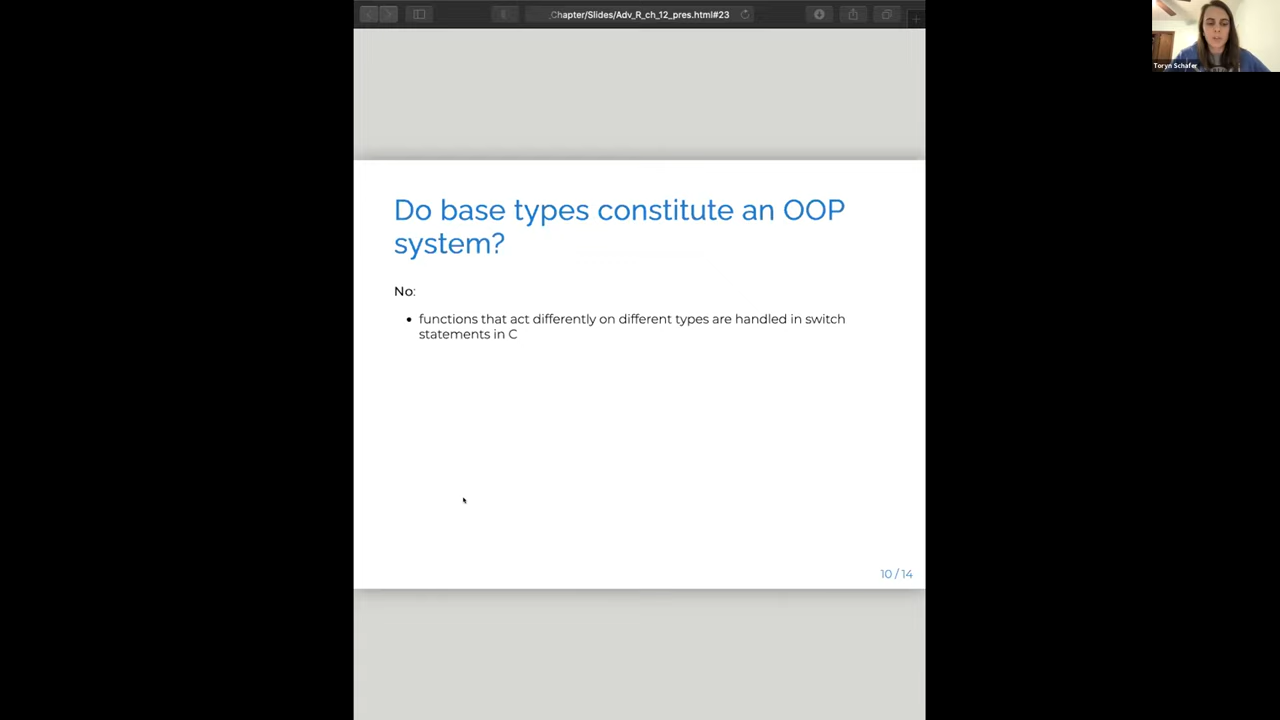 .Chapter/Slides/Adv_R_ch_12_pres.html#23
Toryn Schafer
Do base types constitute an OOP
system?
No:
• functions that act differently on different types are handled in switch
statements in C
10 / 14